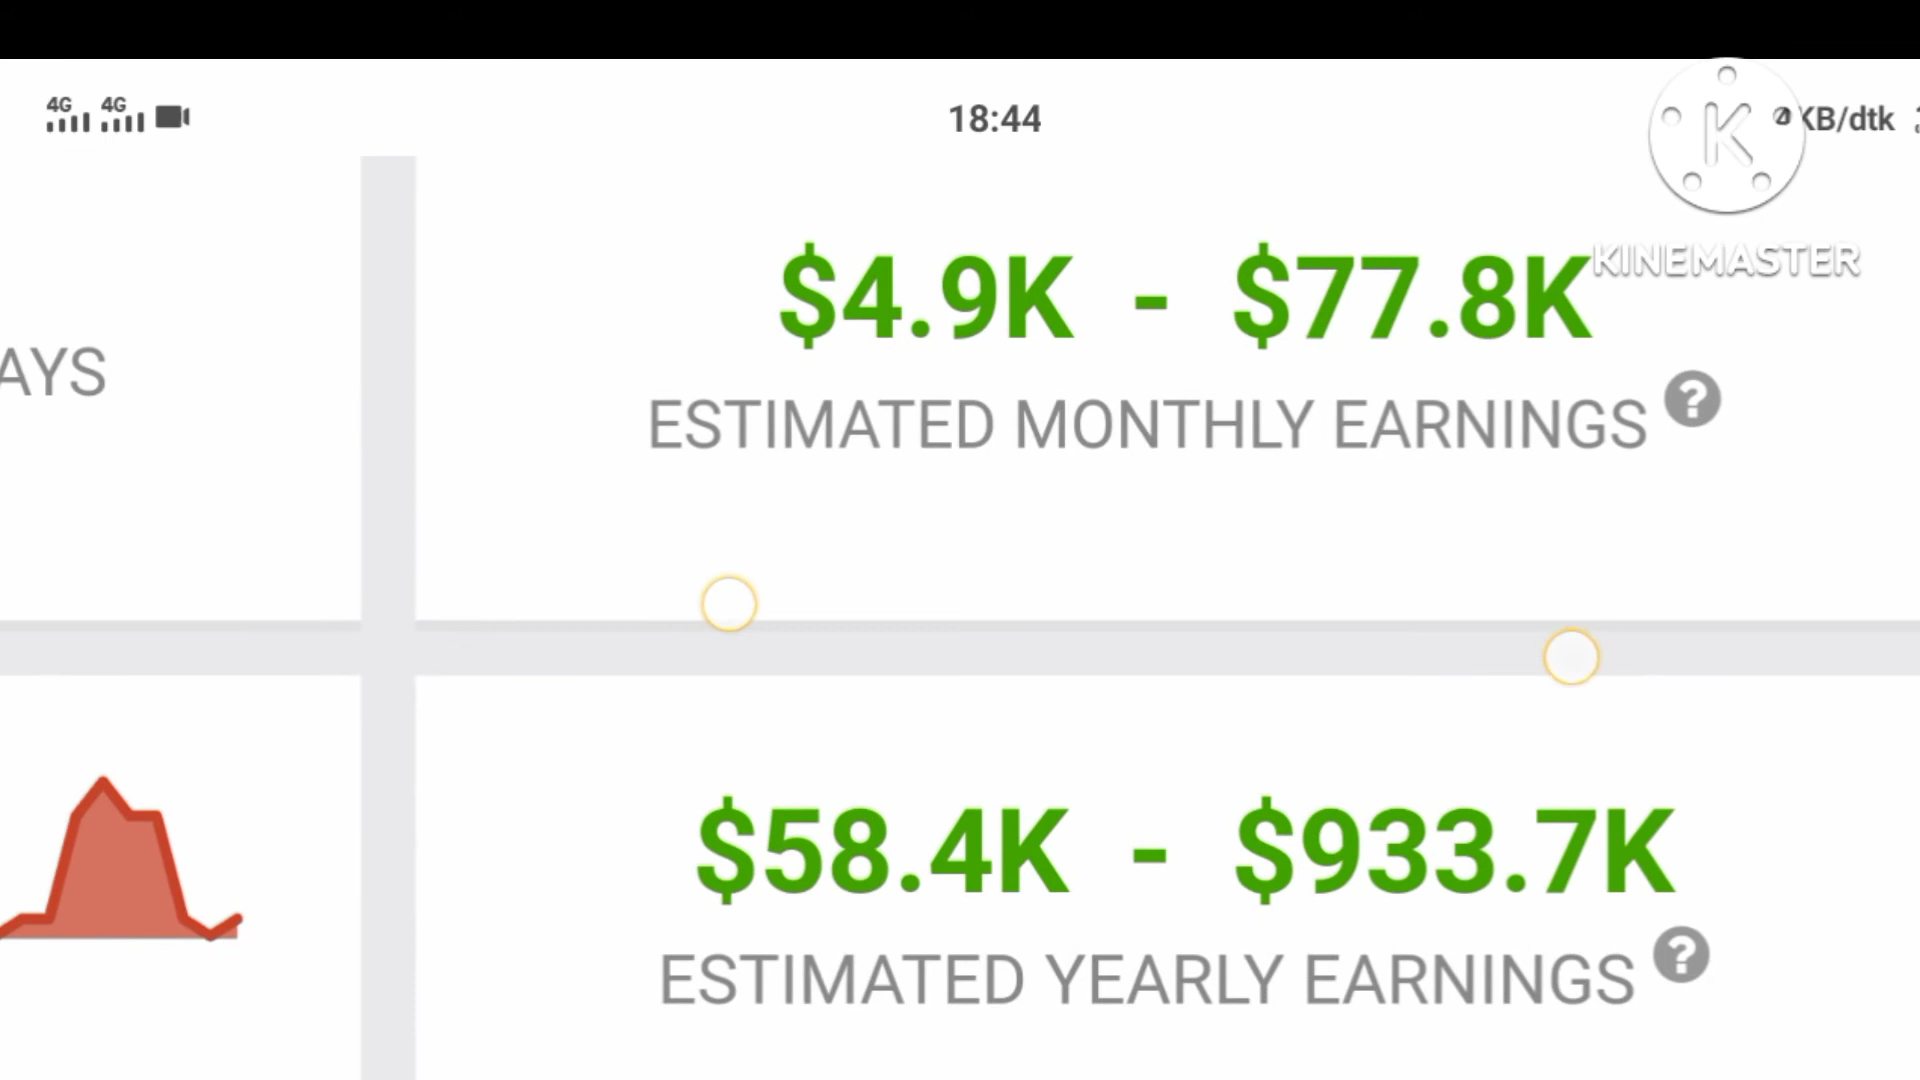 4G 4G
18:44
KB/dtk
K
KINEMASTER
$4.9K - $77.8K
AYS
ESTIMATED MONTHLY EARNINGS ?
$58.4K - $933.7K
ESTIMATED YEARLY EARNINGS ?